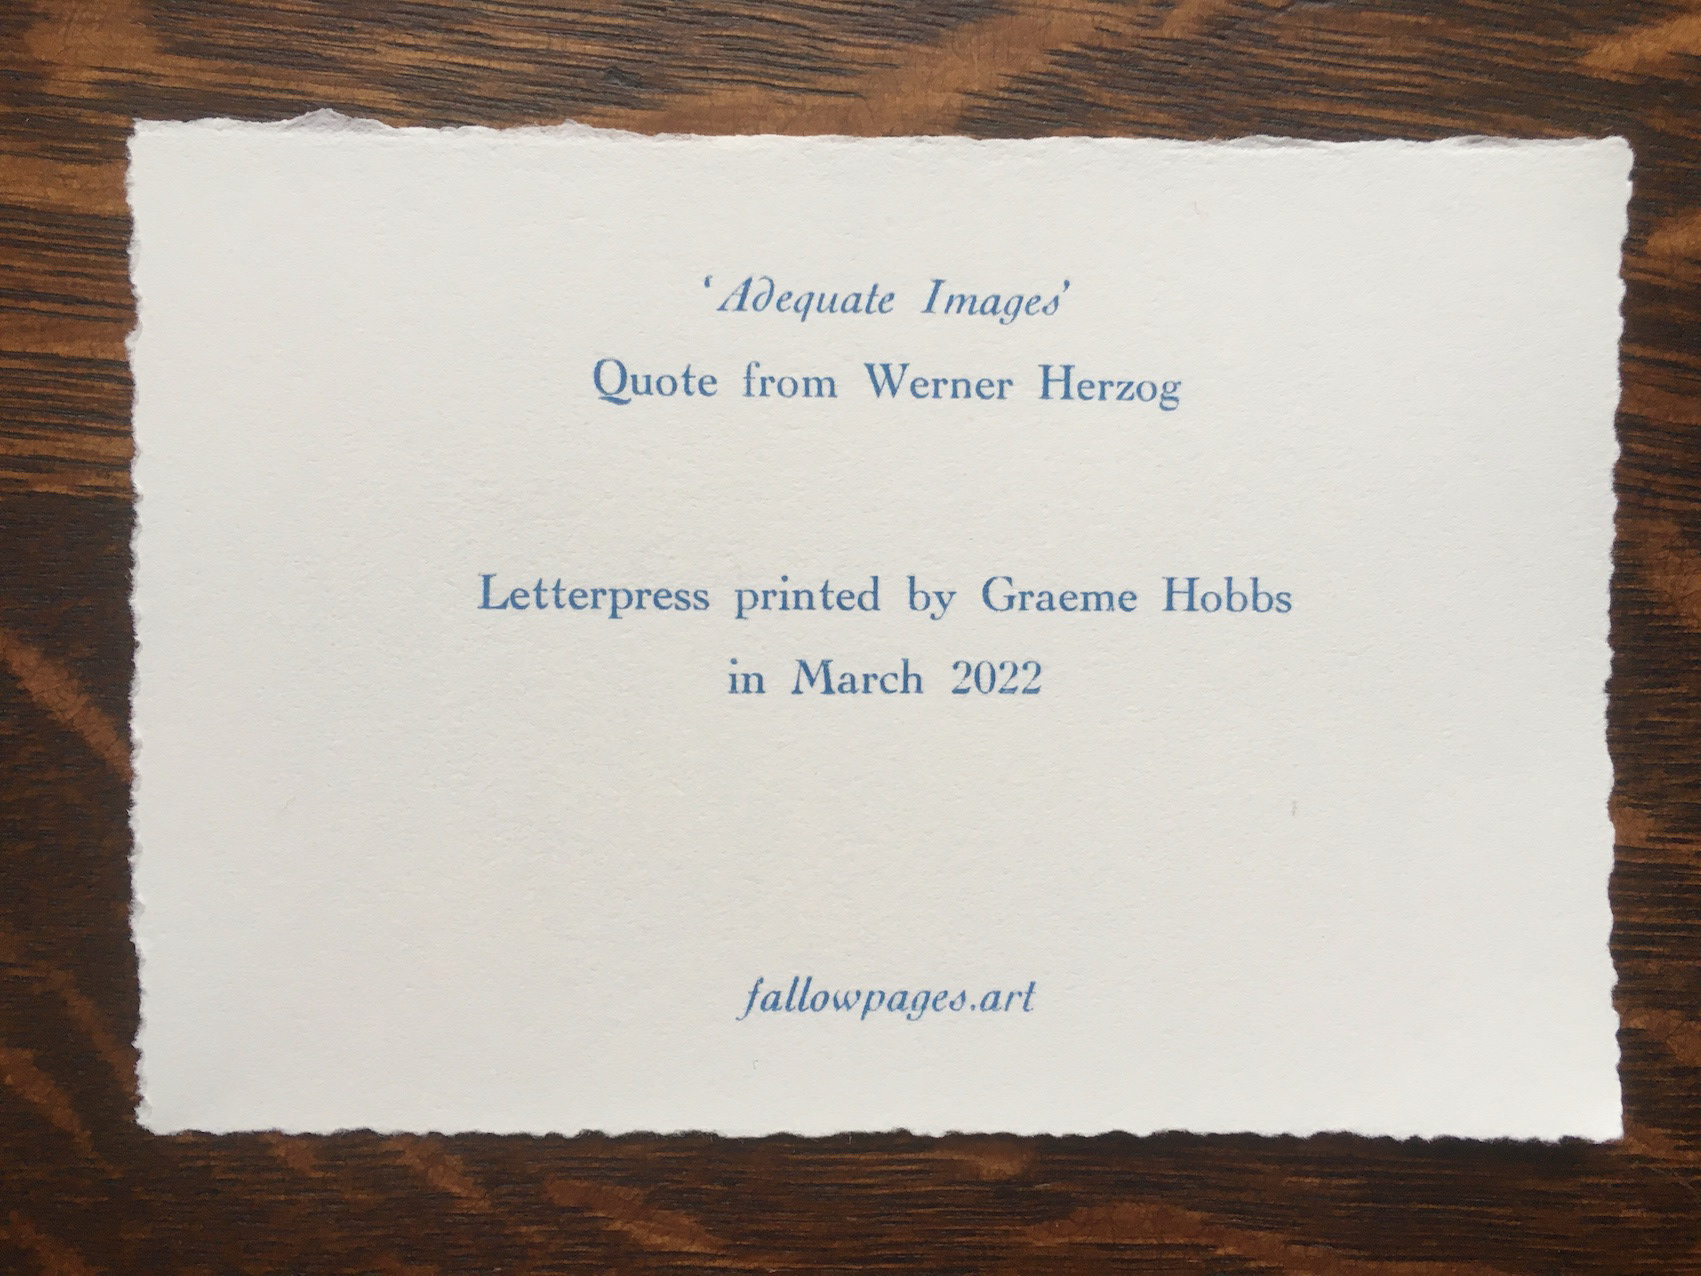 ‘Adequate Images’
Quote from Werner Herzog
Letterpress printed by Graeme Hobbs
in March 2022
fallowpages.art